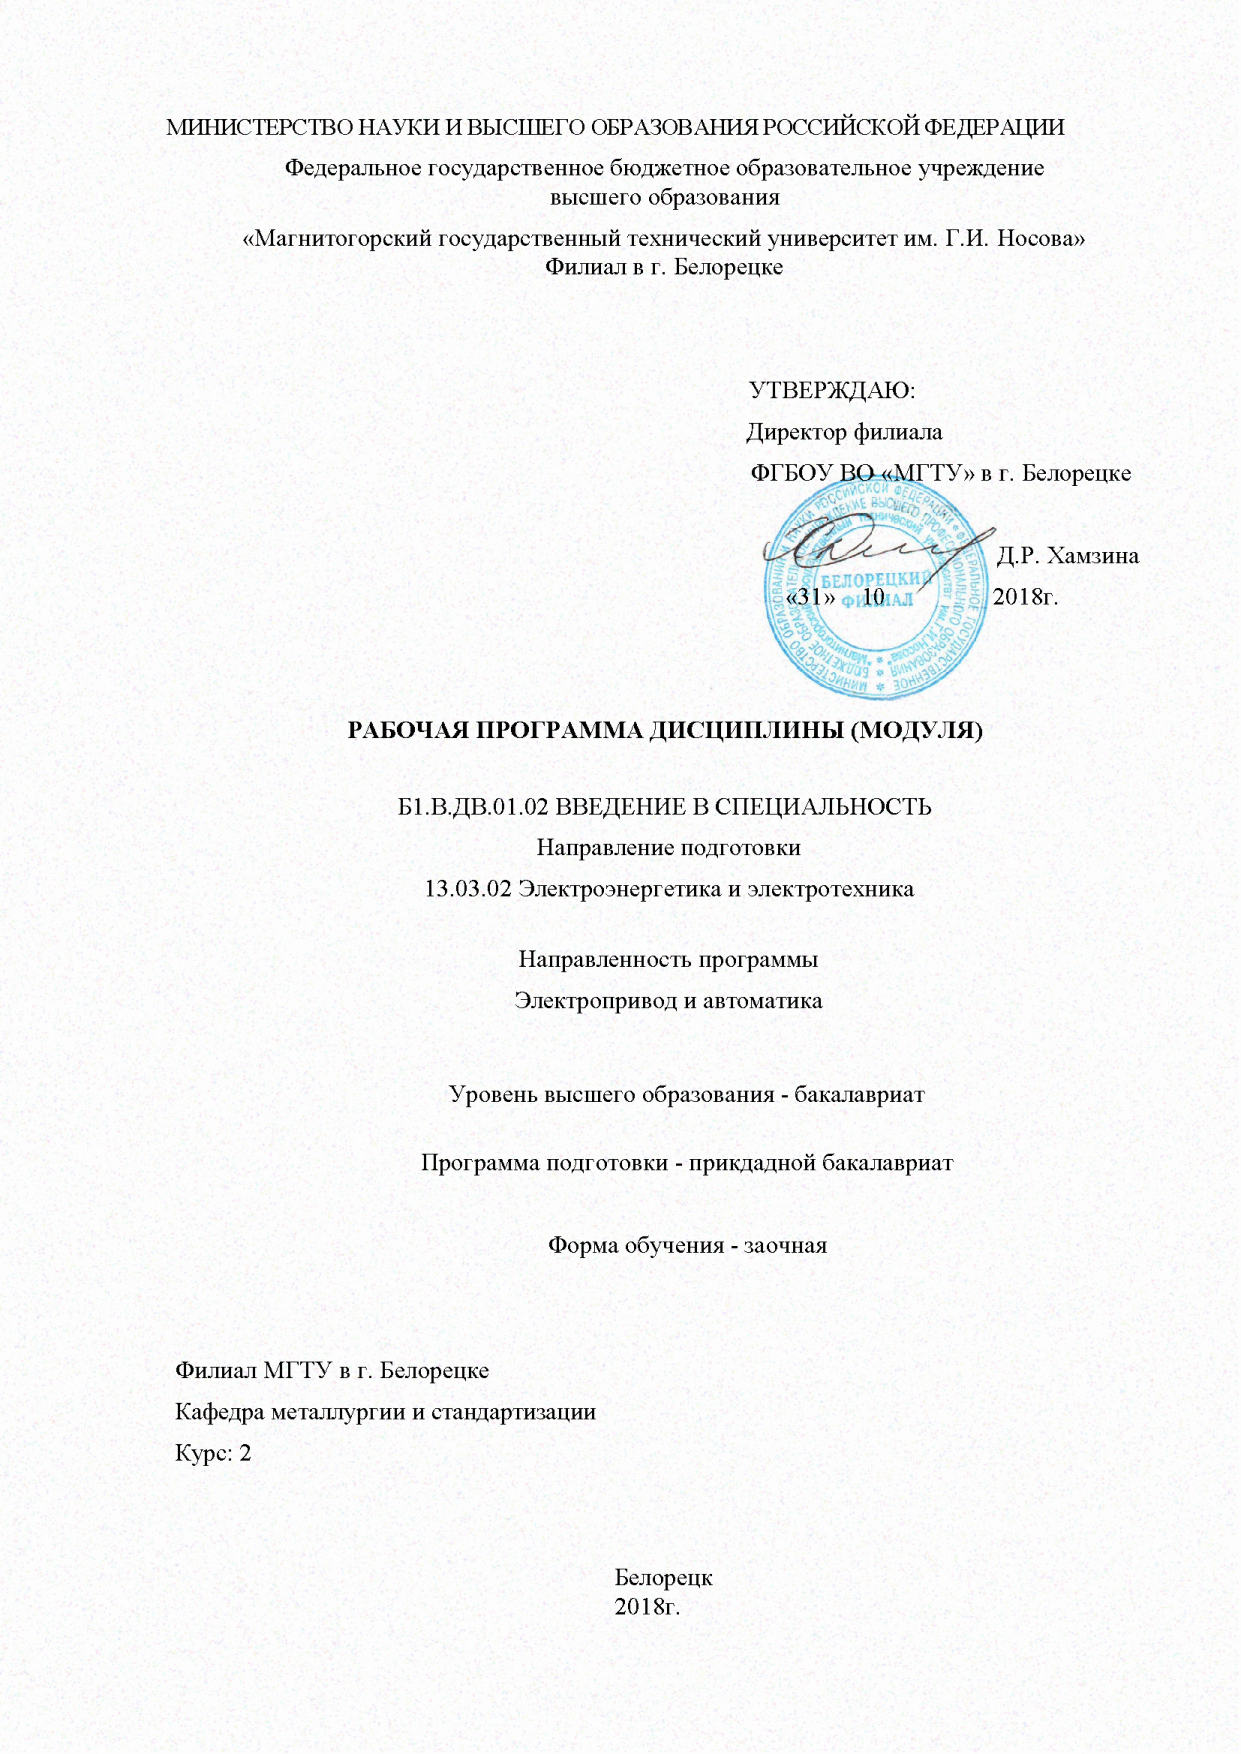 МИНИСТЕРСТВО НАУКИ И ВЫСШЕГО ОБРАЗОВАНИЯ РОССИЙСКОЙ ФЕДЕРАЦИИ
Федеральное государственное бюджетное образовательное учреждение
высшего образования
«Магнитогорский государственный технический университет им. Г.И. Носова»
Филиал в г. Белорецке
УТВЕРЖДАЮ:
Директор филиала
ФГБОУ ВО «МГТУ» в г. Белорецке
Д.Р. Хамзина
«31» 10 2018г.
БЕЛОРЕЦКИЙ
ФИЛИАЛ
РАБОЧАЯ ПРОГРАММА ДИСЦИПЛИНЫ (МОДУЛЯ)
Б1.В.ДВ.01.02 ВВЕДЕНИЕ В СПЕЦИАЛЬНОСТЬ
Направление подготовки
13.03.02 Электроэнергетика и электротехника
Направленность программы
Электропривод и автоматика
Уровень высшего образования - бакалавриат
Программа подготовки - прикдадной бакалавриат
Форма обучения - заочная
Филиал МГТУ в г. Белорецке
Кафедра металлургии и стандартизации
Курс: 2
Белорецк
2018г.